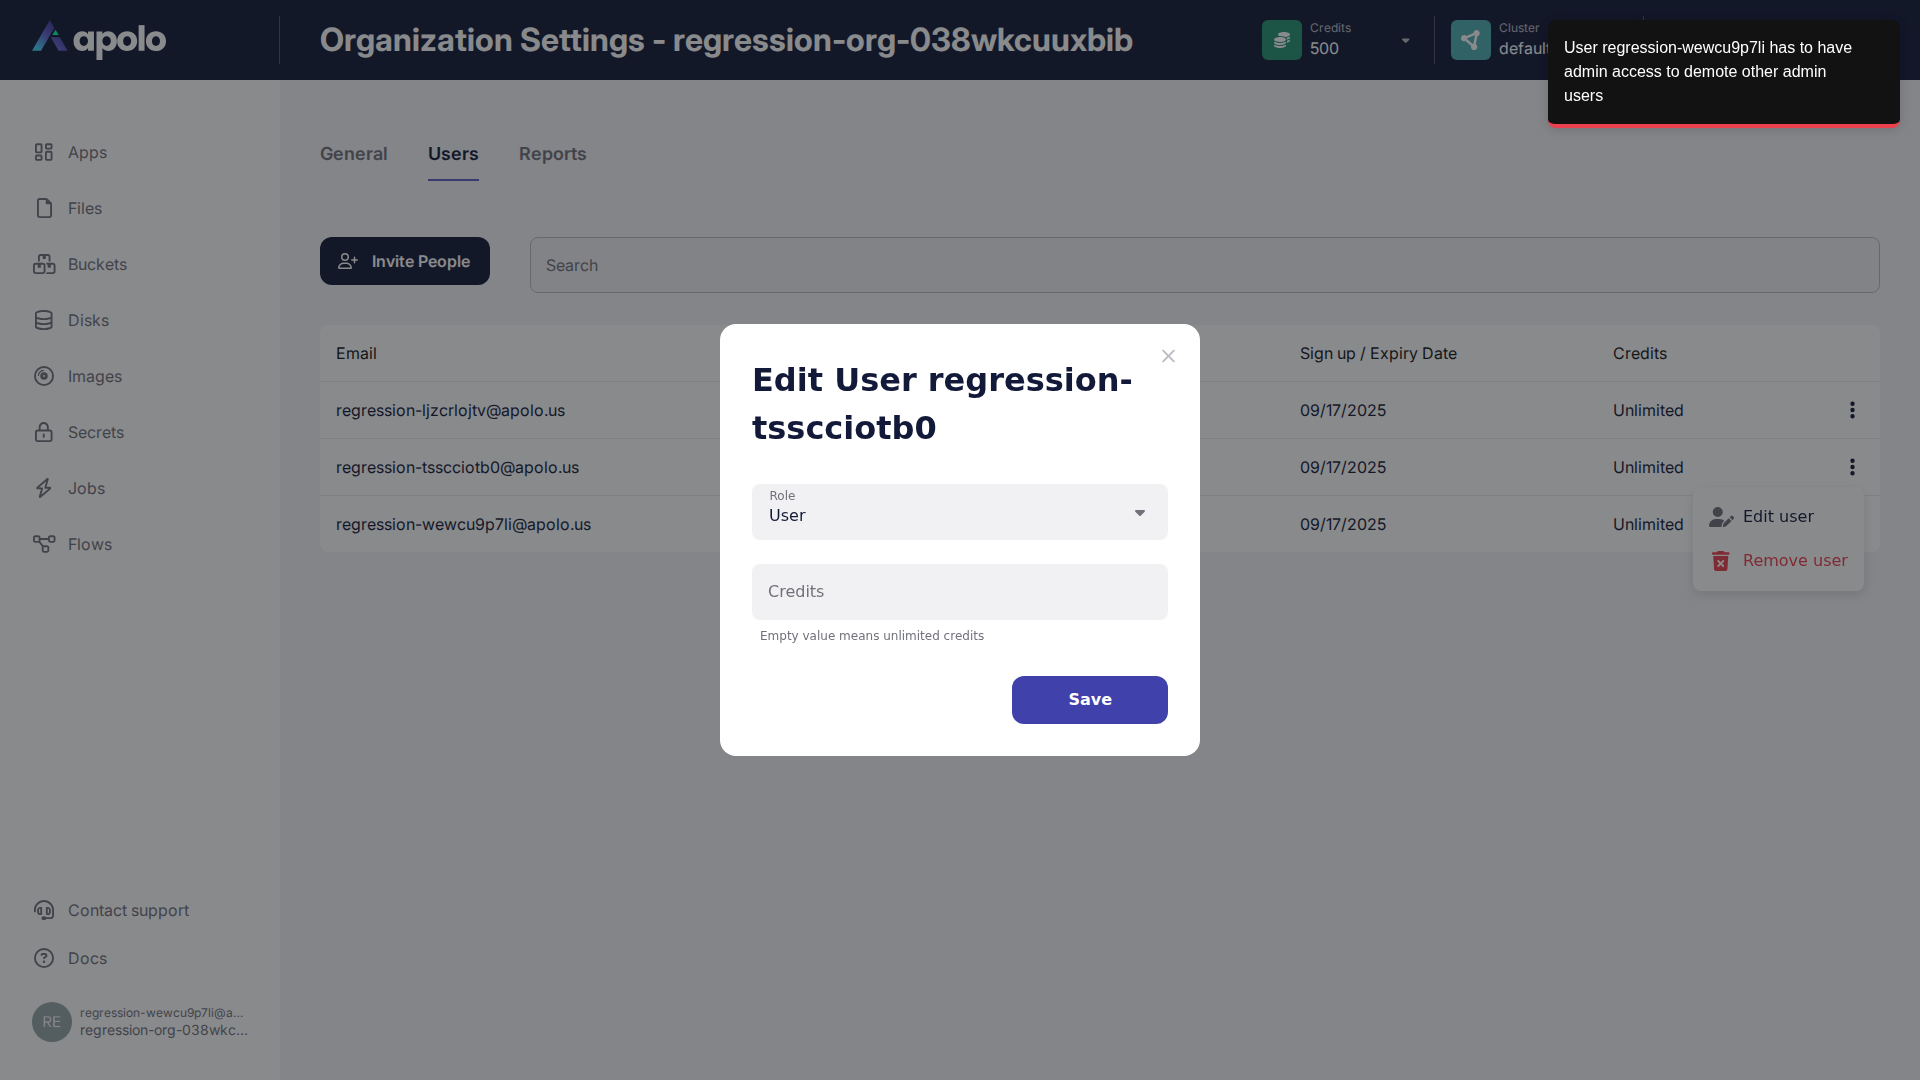 apolo
Organization Settings - regression-org-038wkcuuxbib
Credits
500
Cluster
default
User regression-wewcu9p7li has to have
admin access to demote other admin
users
Apps
Files
Buckets
Disks
Images
Secrets
Jobs
Flows
General Users Reports
Invite People
Search
Email Sign up / Expiry Date Credits
regression-ljzcrlojtv@apolo.us 09/17/2025 Unlimited
regression-tsscciotb0@apolo.us 09/17/2025 Unlimited
regression-wewcu9p7li@apolo.us 09/17/2025 Unlimited
Edit user
Remove user
Edit User regression-
tsscciotb0
Role
User
Credits
Empty value means unlimited credits
Save
Contact support
Docs
RE
regression-wewcu9p7li@a...
regression-org-038wkc...